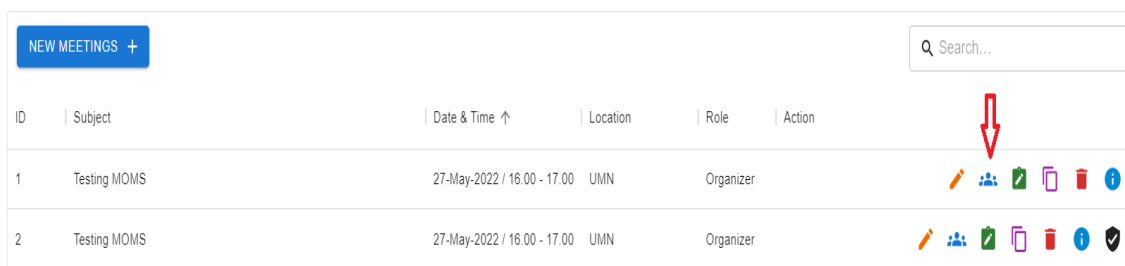 NEW MEETINGS +
Search...
ID Subject Date & Time ↑ Location Role Action
1 Testing MOMS 27-May-2022 / 16.00 - 17.00 UMN Organizer
2 Testing MOMS 27-May-2022 / 16.00 - 17.00 UMN Organizer